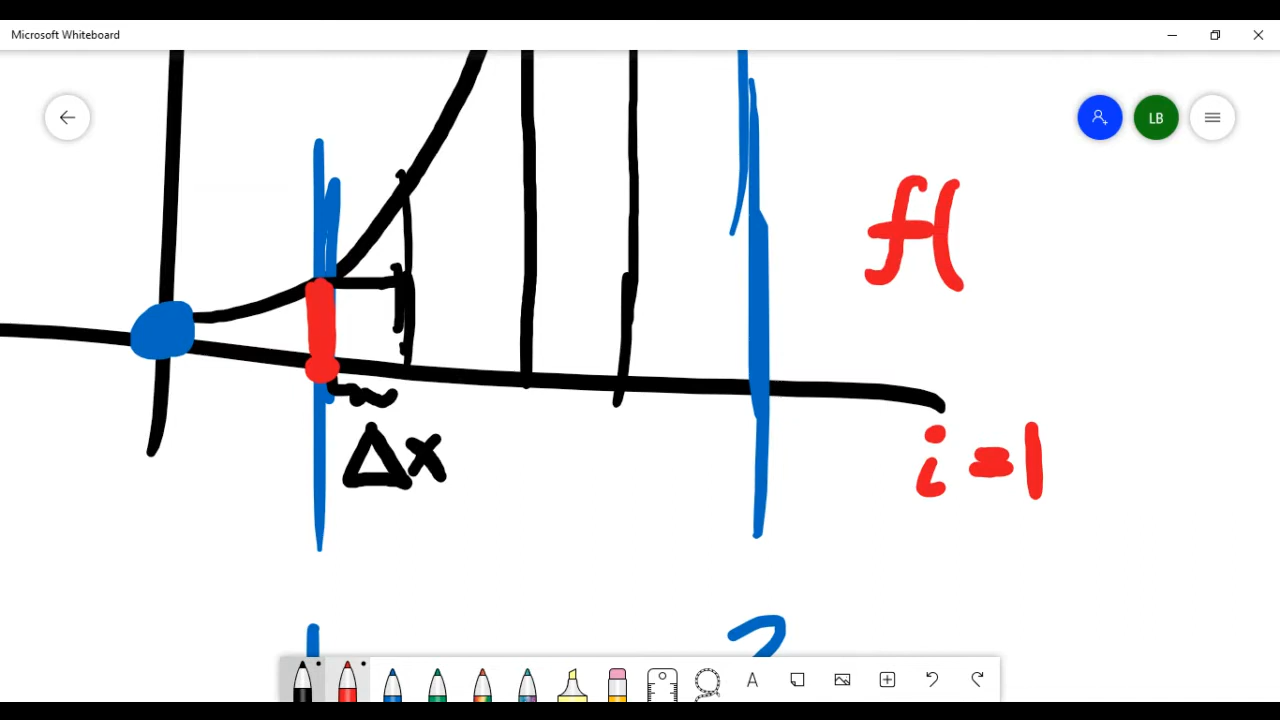 Microsoft Whiteboard
LB
f(
Δx
i = 1
A